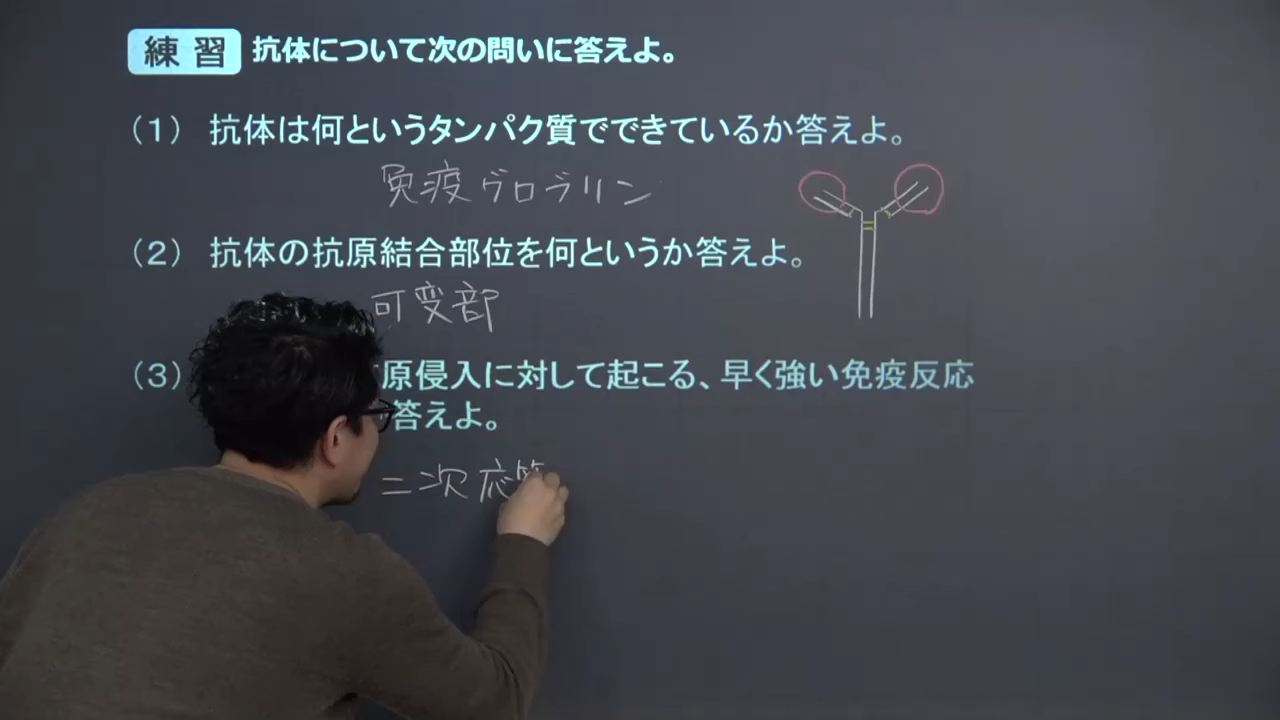 練習 抗体について次の問いに答えよ。
(1) 抗体は何というタンパク質でできているか答えよ。
免疫グロブリン
(2) 抗体の抗原結合部位を何というか答えよ。
可変部
(3) 原侵入に対して起こる、早く強い免疫反応
答えよ。
二次応答